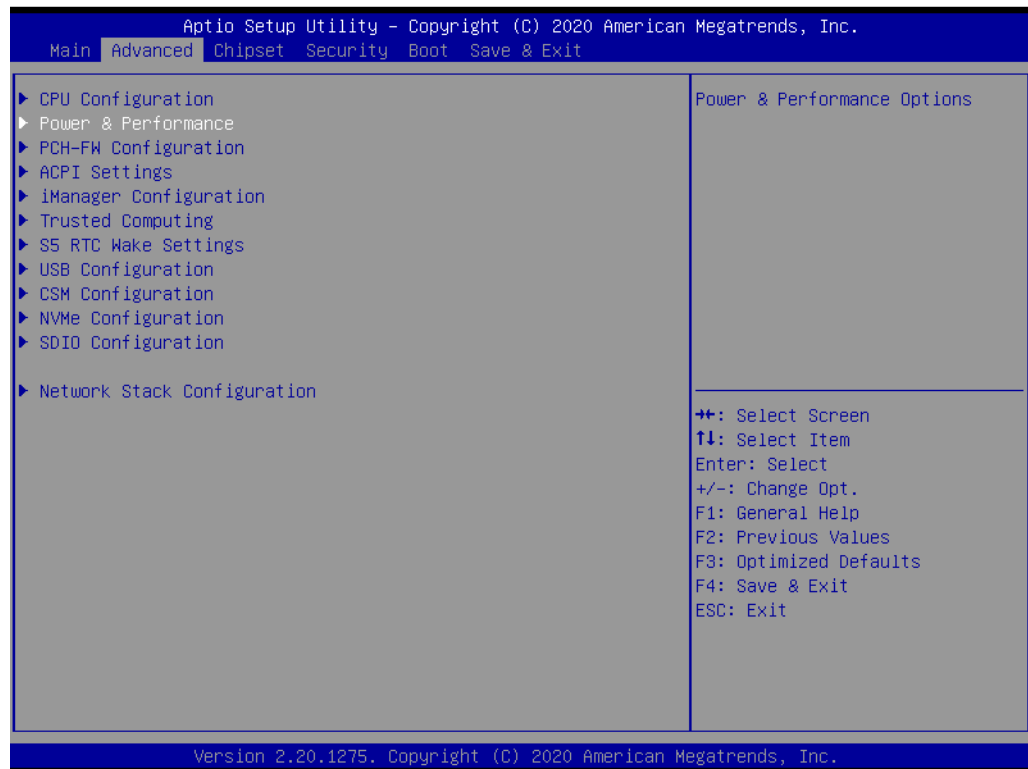 Aptio Setup Utility – Copyright (C) 2020 American Megatrends, Inc.
Main Advanced Chipset Security Boot Save & Exit
▶ CPU Configuration
▶ Power & Performance
▶ PCH-FW Configuration
▶ ACPI Settings
▶ iManager Configuration
▶ Trusted Computing
▶ S5 RTC Wake Settings
▶ USB Configuration
▶ CSM Configuration
▶ NVMe Configuration
▶ SDIO Configuration
▶ Network Stack Configuration
Power & Performance Options
→←: Select Screen
↑↓: Select Item
Enter: Select
+/-: Change Opt.
F1: General Help
F2: Previous Values
F3: Optimized Defaults
F4: Save & Exit
ESC: Exit
Version 2.20.1275. Copyright (C) 2020 American Megatrends, Inc.